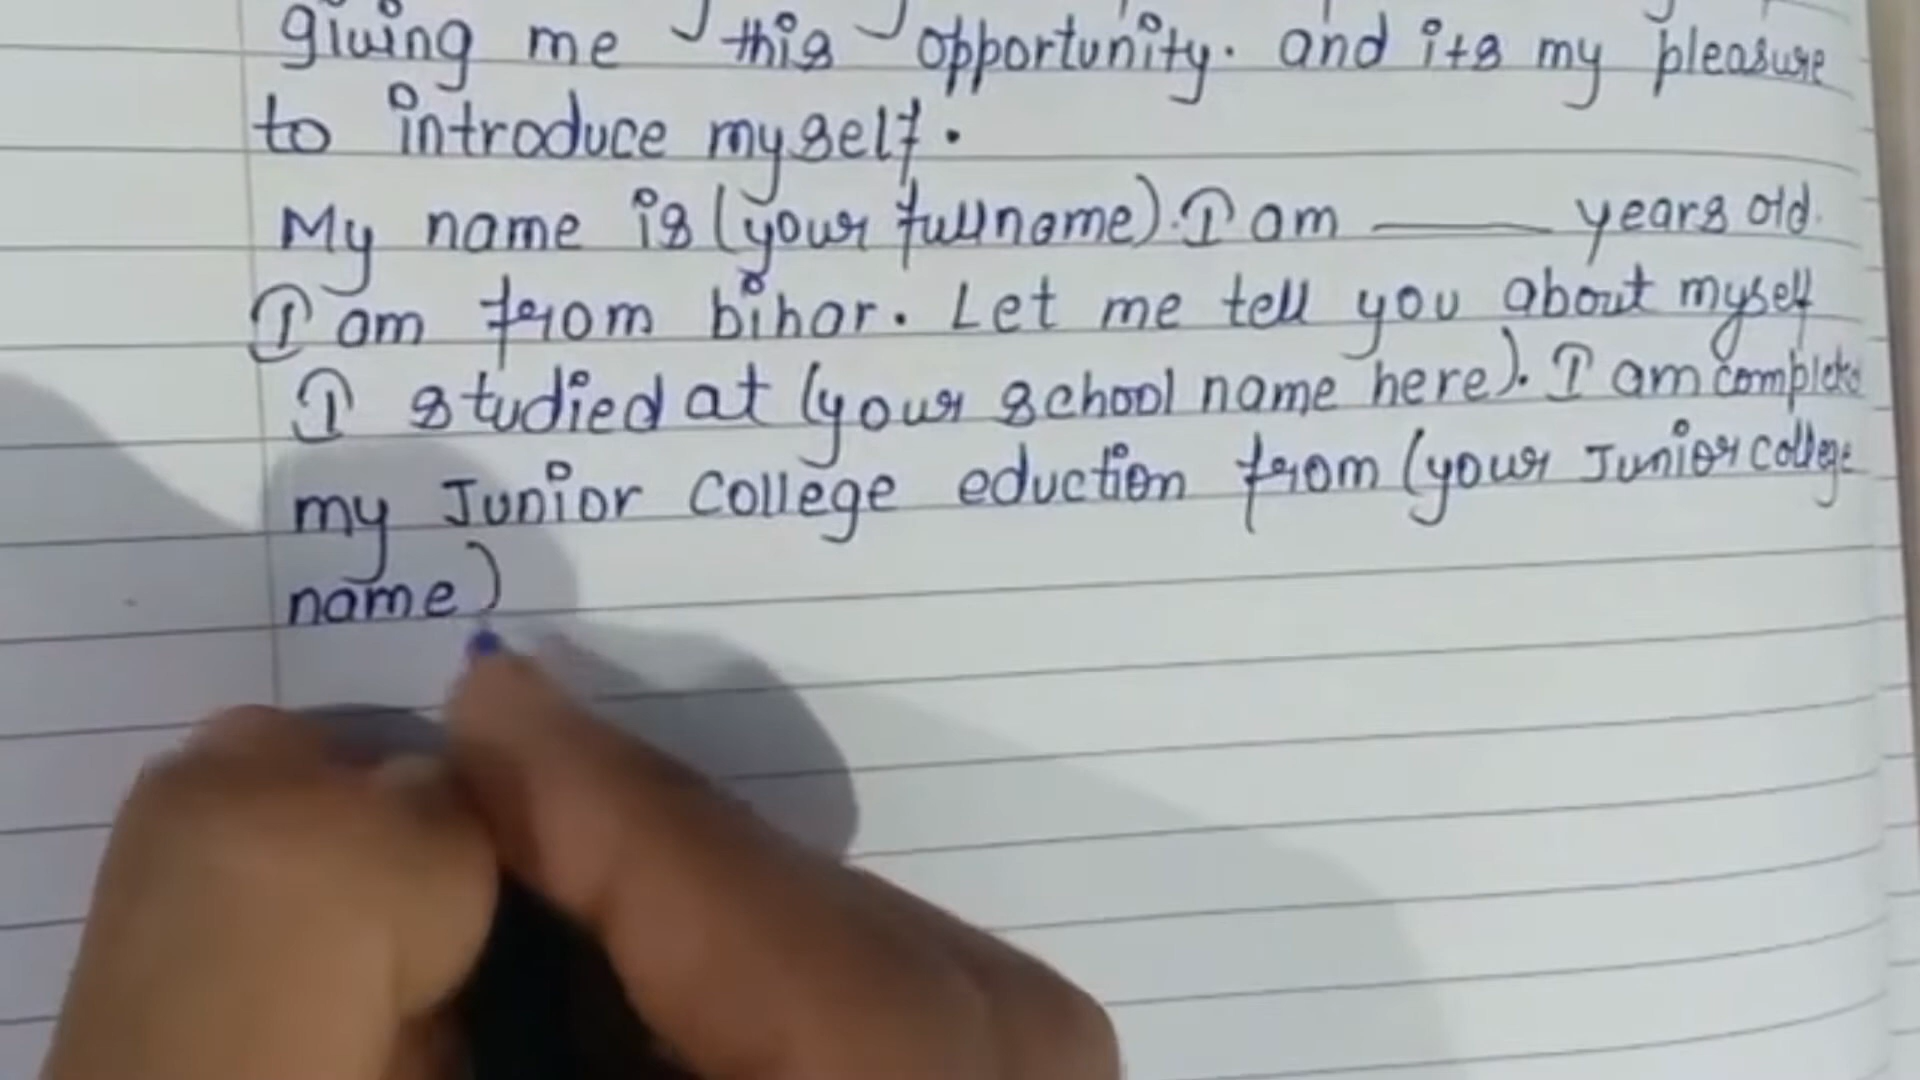 giving me this opportunity. and its my pleasure
to introduce myself.
My name is (your fullname). I am ____ years old.
I am from bihar. Let me tell you about myself
I studied at (your school name here). I am completed
my Junior College eduction from (your Junior college
name)